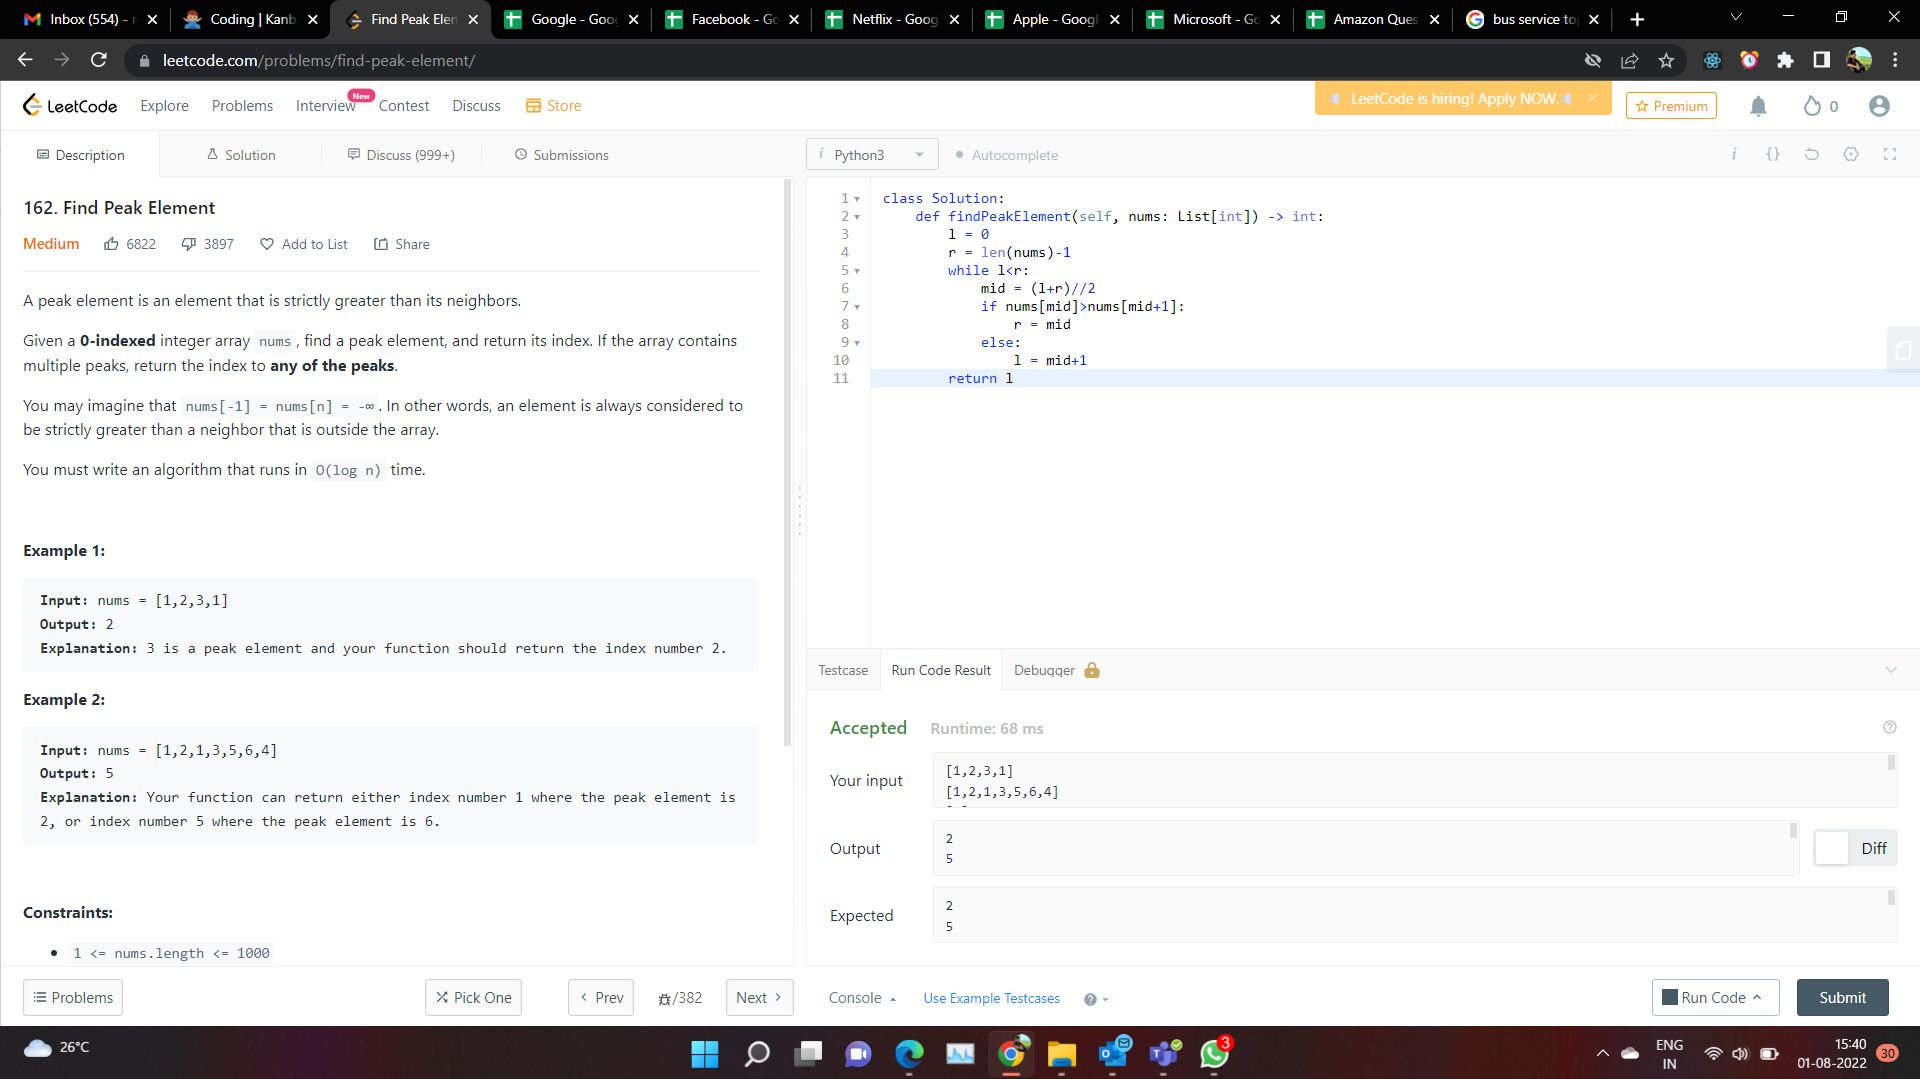 Inbox (554) -
Coding | Kanb
Find Peak Elem
Google - Goog
Facebook - Go
Netflix - Goog
Apple - Googl
Microsoft - Go
Amazon Ques
bus service to
leetcode.com/problems/find-peak-element/
LeetCode
Explore
Problems
Interview
New
Contest
Discuss
Store
LeetCode is hiring! Apply NOW.
Premium
0
Description
Solution
Discuss (999+)
Submissions
i Python3
Autocomplete
162. Find Peak Element
Medium
6822
3897
Add to List
Share
A peak element is an element that is strictly greater than its neighbors.
Given a 0-indexed integer array nums, find a peak element, and return its index. If the array contains
multiple peaks, return the index to any of the peaks.
You may imagine that nums[-1] = nums[n] = -∞. In other words, an element is always considered to
be strictly greater than a neighbor that is outside the array.
You must write an algorithm that runs in O(log n) time.
Example 1:
Input: nums = [1,2,3,1]
Output: 2
Explanation: 3 is a peak element and your function should return the index number 2.
Example 2:
Input: nums = [1,2,1,3,5,6,4]
Output: 5
Explanation: Your function can return either index number 1 where the peak element is
2, or index number 5 where the peak element is 6.
Constraints:
• 1 <= nums.length <= 1000
Problems
Pick One
Prev
/382
Next
1 class Solution:
2     def findPeakElement(self, nums: List[int]) -> int:
3         l = 0
4         r = len(nums)-1
5         while l<r:
6             mid = (l+r)//2
7             if nums[mid]>nums[mid+1]:
8                 r = mid
9             else:
10                 l = mid+1
11         return l
Testcase
Run Code Result
Debugger
Accepted
Runtime: 68 ms
Your input
[1,2,3,1]
[1,2,1,3,5,6,4]
Output
2
5
Diff
Expected
2
5
Console
Use Example Testcases
Run Code
Submit
26°C
3
ENG
IN
15:40
01-08-2022
30